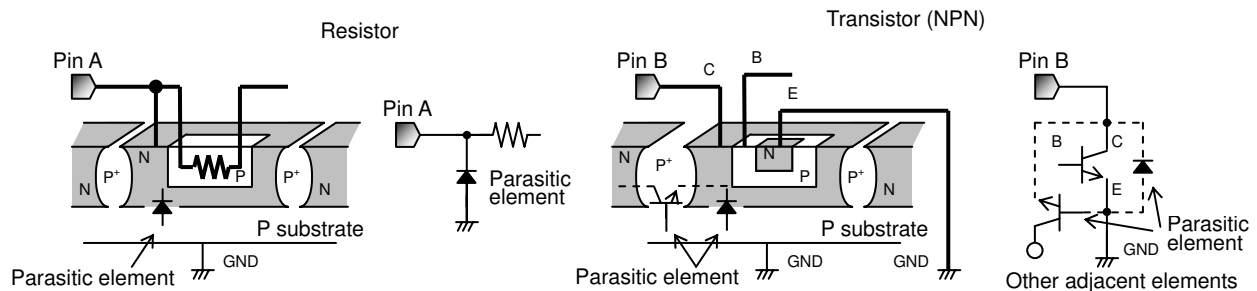 Resistor
Transistor (NPN)
Pin A
Pin B
B
C
E
Pin B
Pin A
N
P
N
P+
P+
N
Parasitic
element
P substrate
GND
Parasitic element
N
P
N
P+
P+
N
P substrate
GND
GND
Parasitic element
B
C
E
GND
Parasitic
element
Other adjacent elements